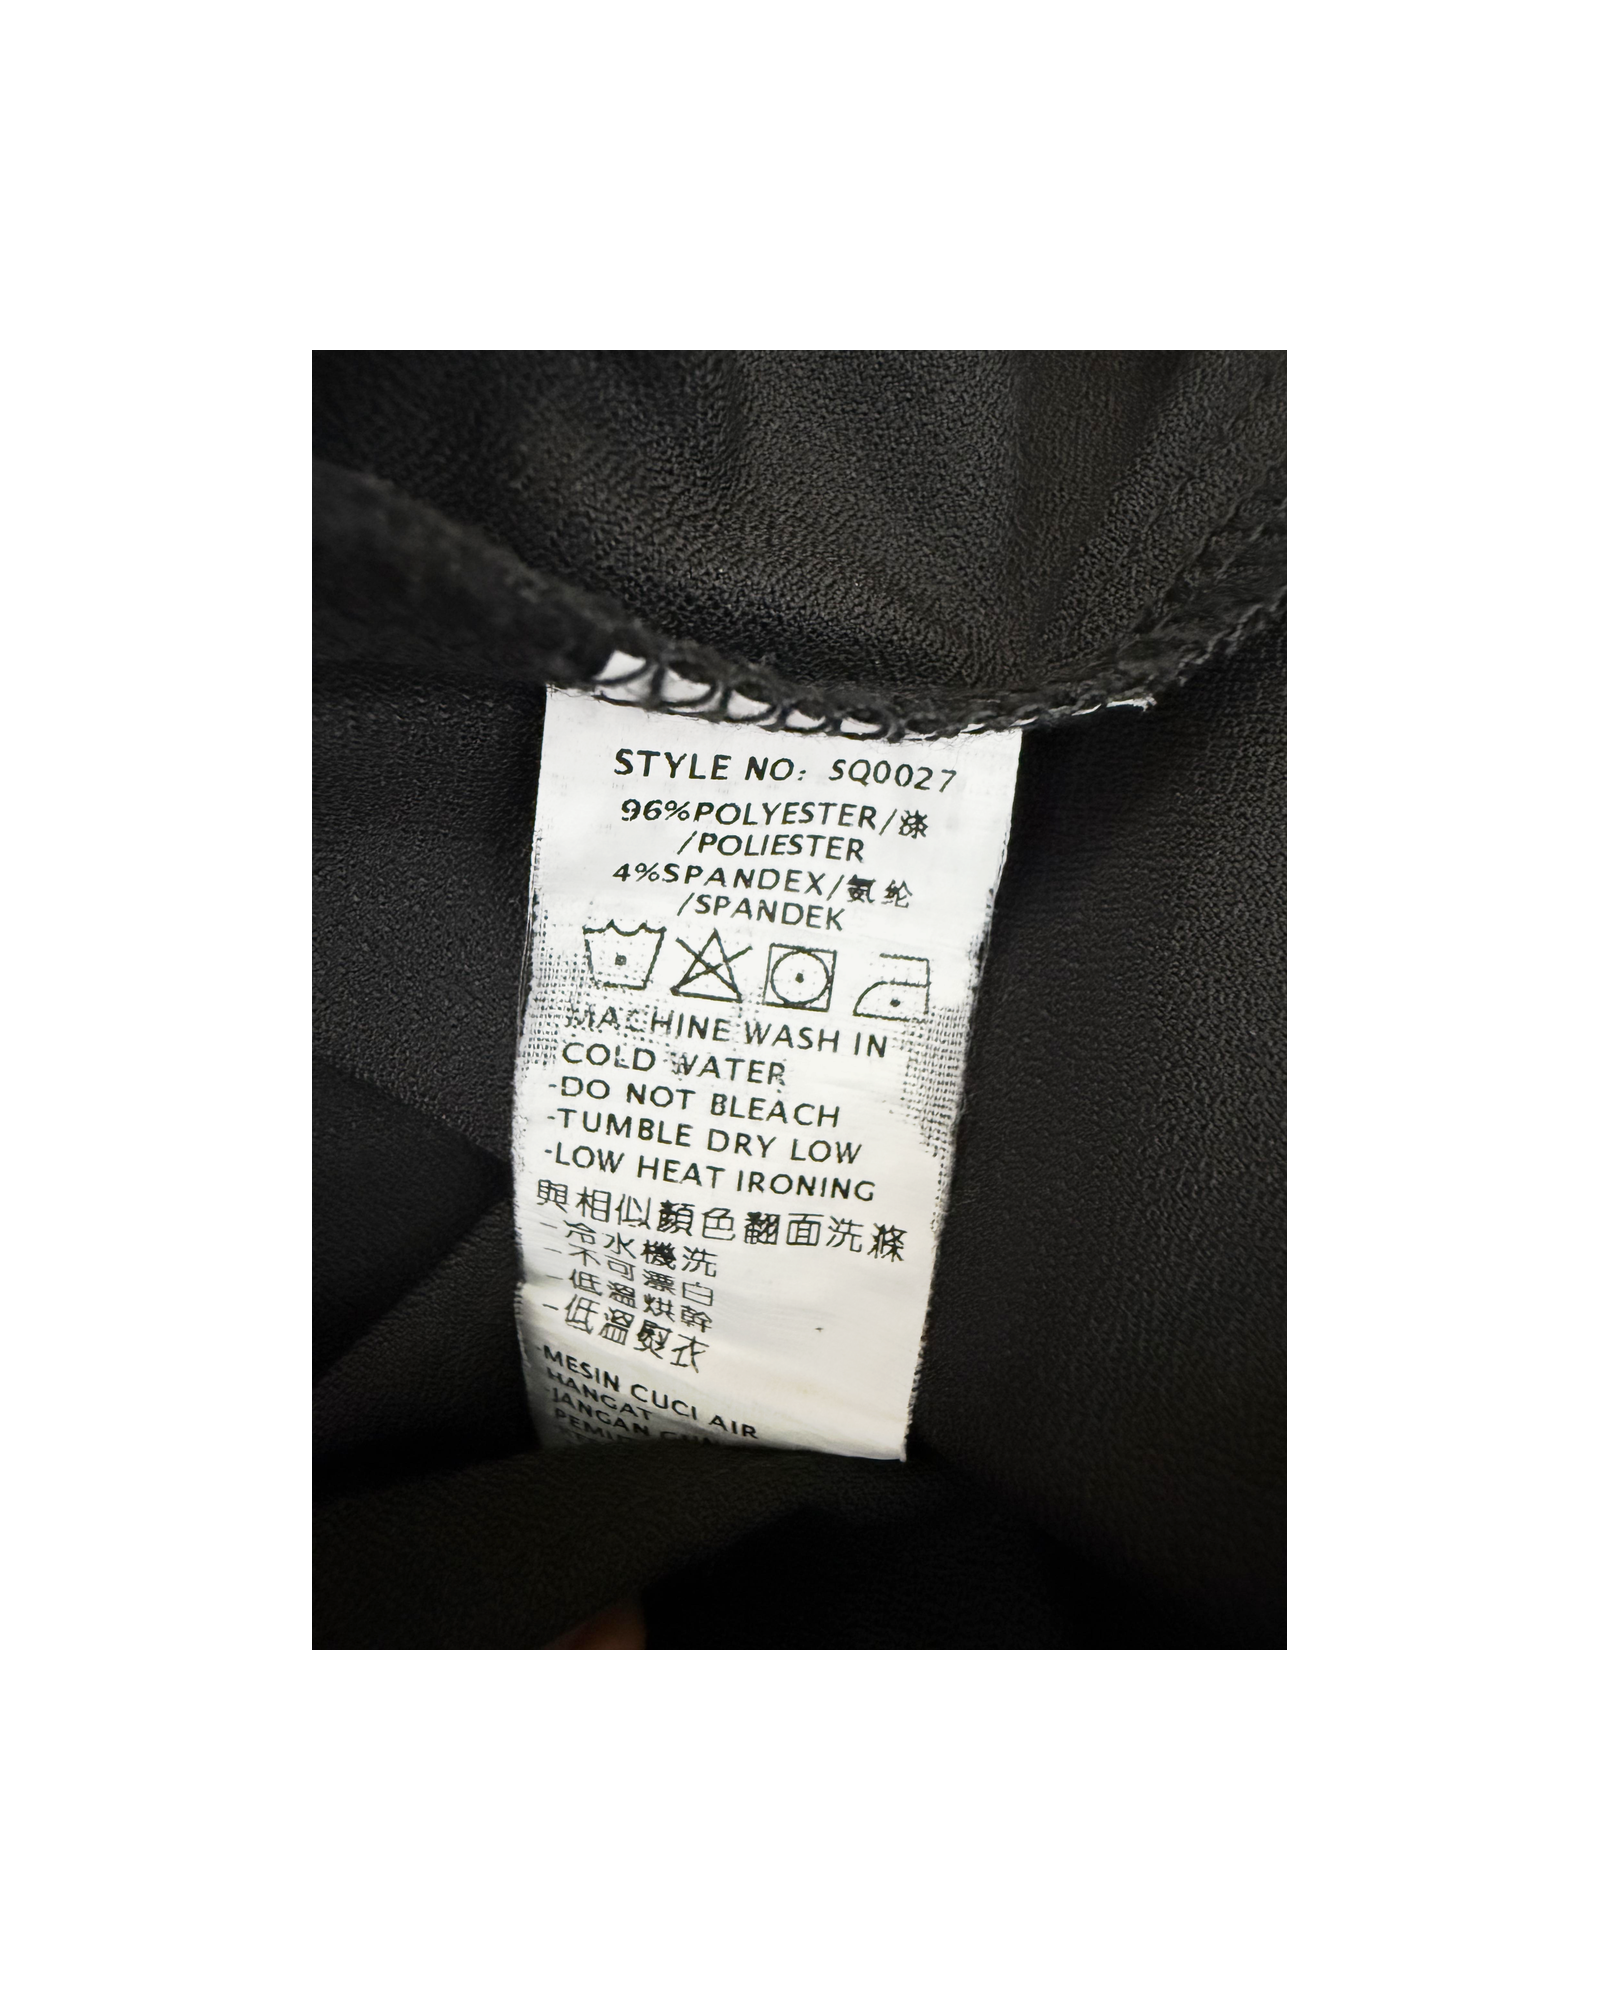 STYLE NO: SQ0027
96%POLYESTER/涤
/POLIESTER
4%SPANDEX/氨纶
/SPANDEK
MACHINE WASH IN
COLD WATER
-DO NOT BLEACH
-TUMBLE DRY LOW
-LOW HEAT IRONING
與相似顏色翻面洗滌
-冷水機洗
-不可漂白
-低溫烘幹
-低溫熨衣
-MESIN CUCI AIR
HANGAT
-JANGAN